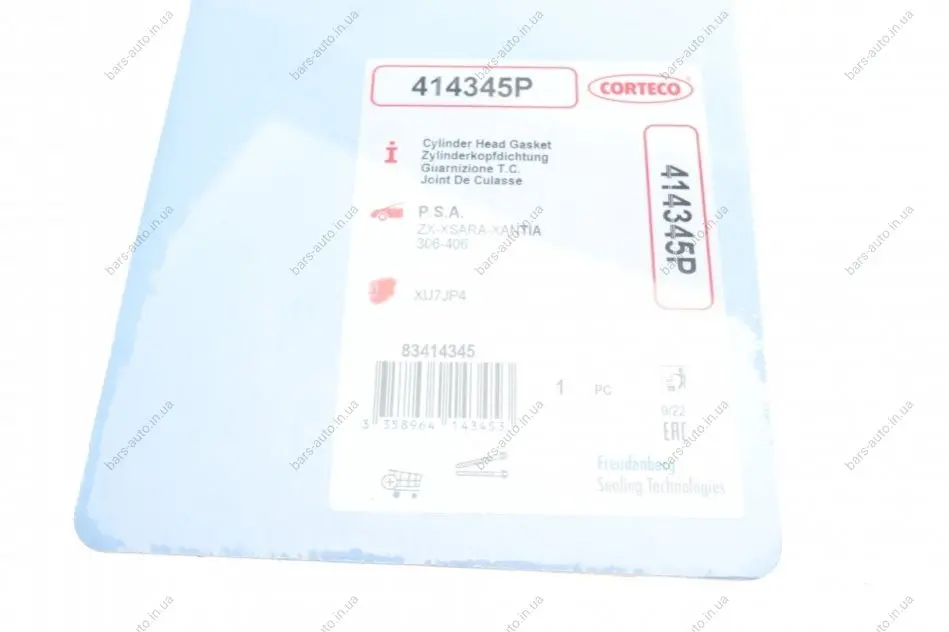 414345P
CORTECO
Cylinder Head Gasket
Zylinderkopfdichtung
Guarnizione T.C.
Joint De Culasse
414345P
P.S.A.
ZX-XSARA-XANTIA
306-406
XU7JP4
83414345
1 PC
3 358964 143453
9/22
EAC
Freudenberg
Sealing Technologies
bars-auto.in.ua